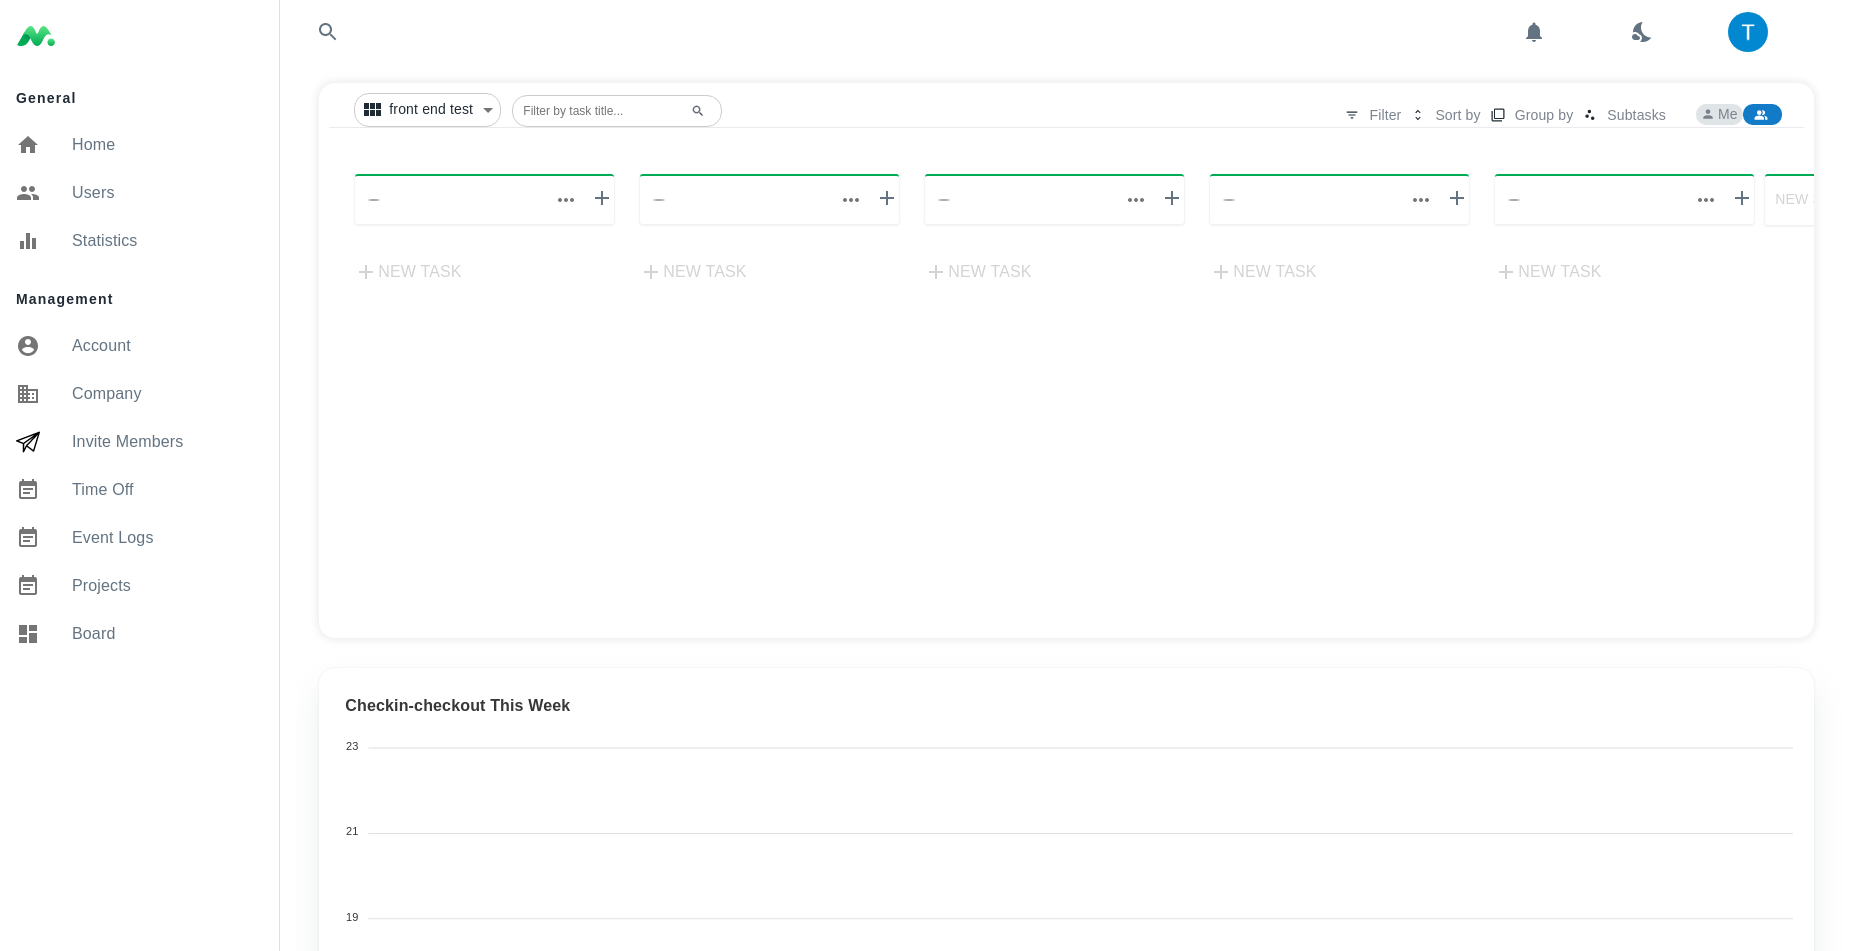 T
General
Home
Users
Statistics
Management
Account
Company
Invite Members
Time Off
Event Logs
Projects
Board
front end test
Filter by task title...
Filter
Sort by
Group by
Subtasks
Me
NEW
NEW TASK
NEW TASK
NEW TASK
NEW TASK
NEW TASK
Checkin-checkout This Week
23
21
19